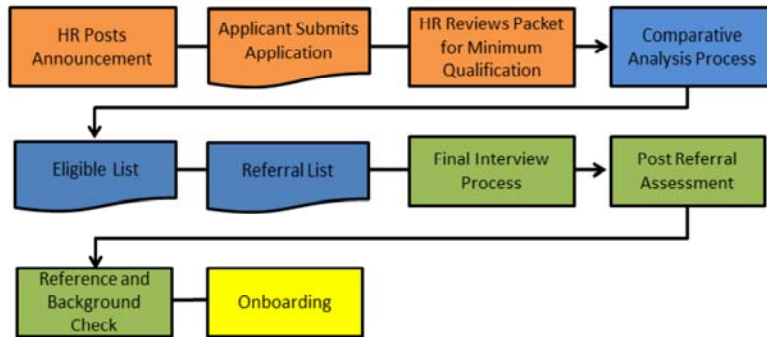 HR Posts
Announcement
Applicant Submits
Application
HR Reviews Packet
for Minimum
Qualification
Comparative
Analysis Process
Eligible List
Referral List
Final Interview
Process
Post Referral
Assessment
Reference and
Background
Check
Onboarding